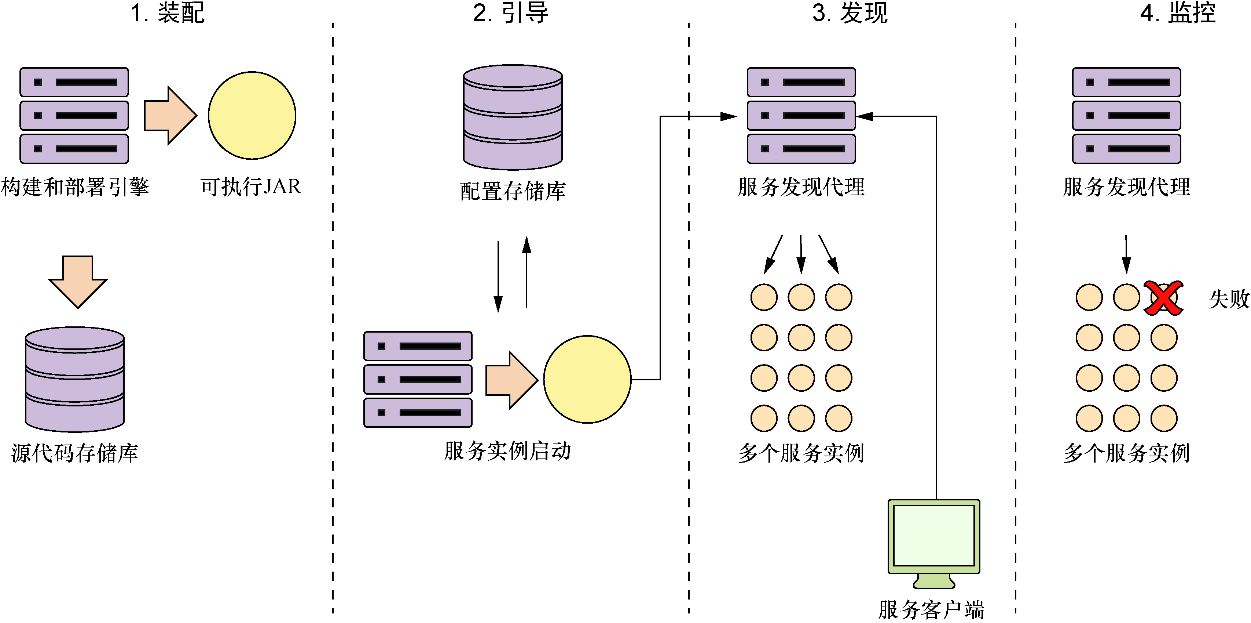 1. 装配
2. 引导
3. 发现
4. 监控
构建和部署引擎
可执行JAR
源代码存储库
配置存储库
服务实例启动
服务发现代理
多个服务实例
服务客户端
服务发现代理
失败
多个服务实例